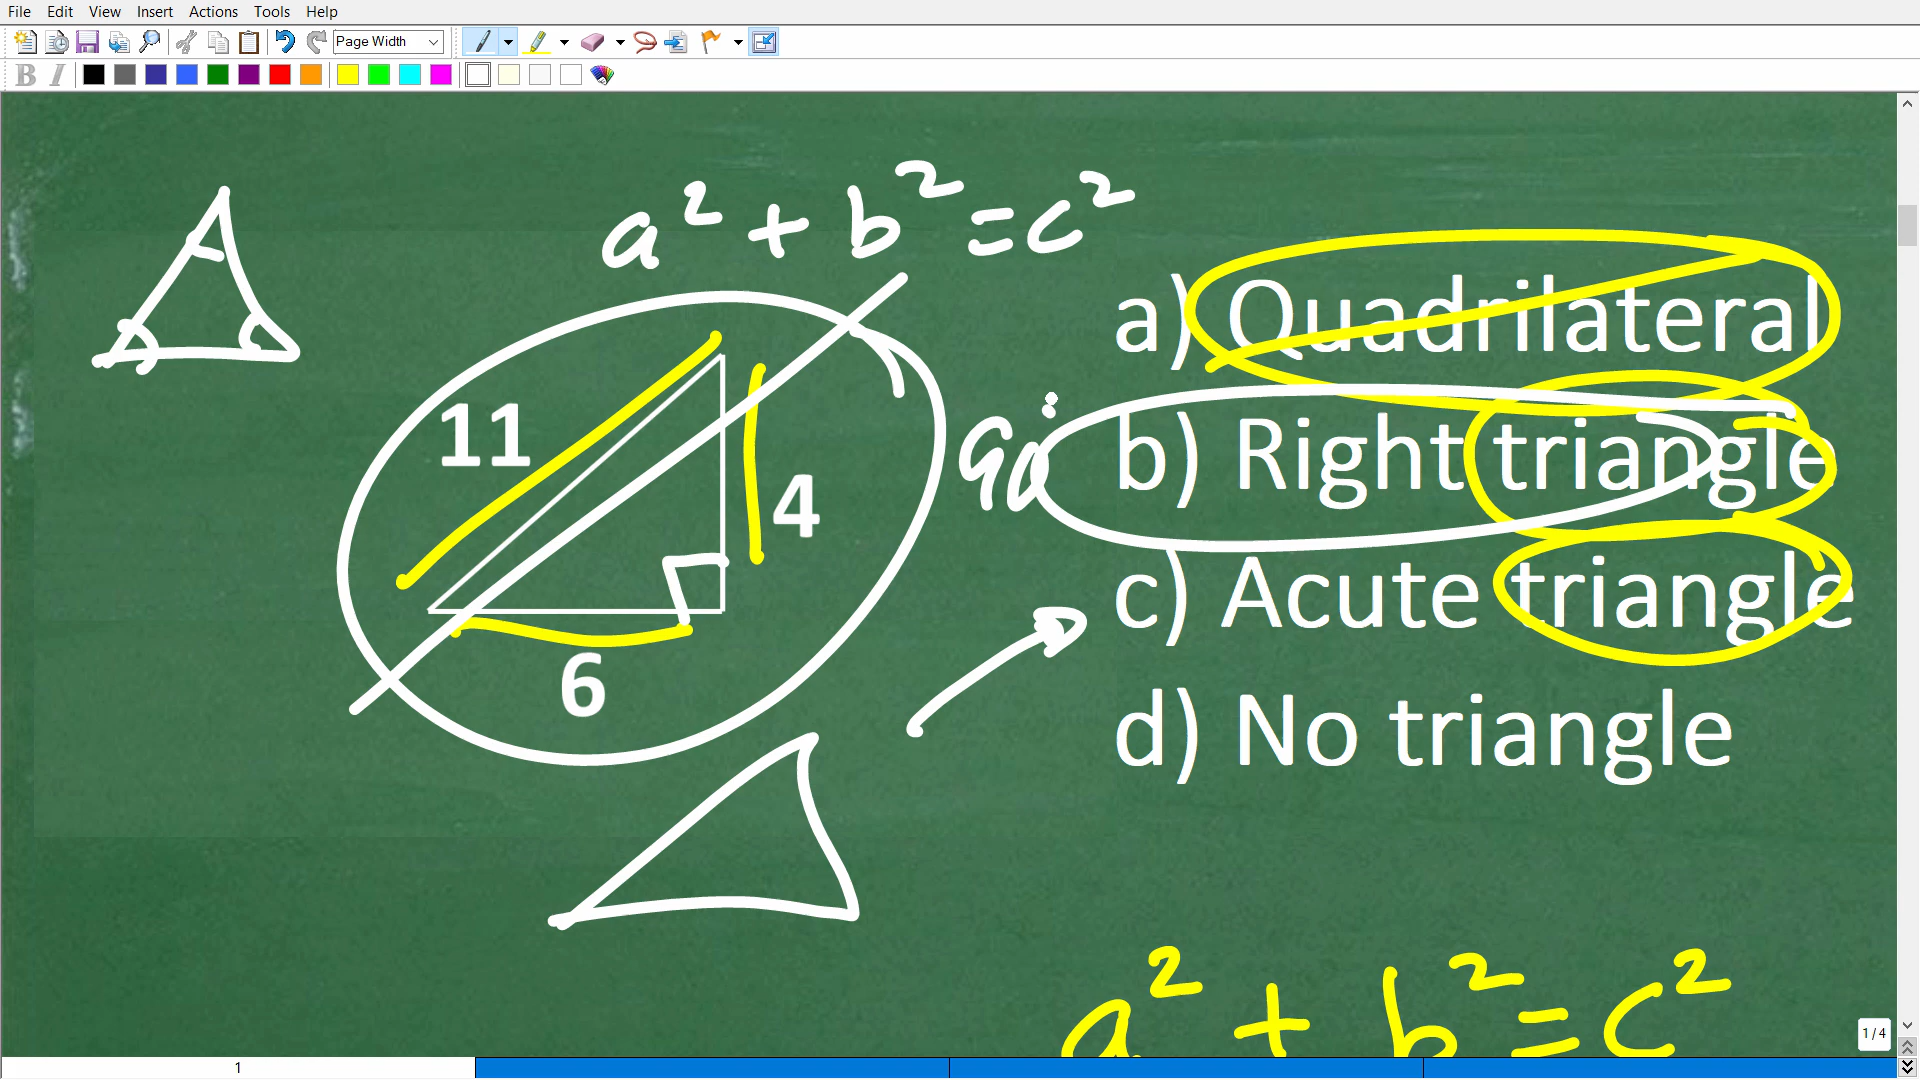 File Edit View Insert Actions Tools Help
Page Width
B I
a² + b² = c²
a) Quadrilateral
11
90°
b) Right triangle
4
c) Acute triangle
6
d) No triangle
a² + b² = c²
1 / 4
1